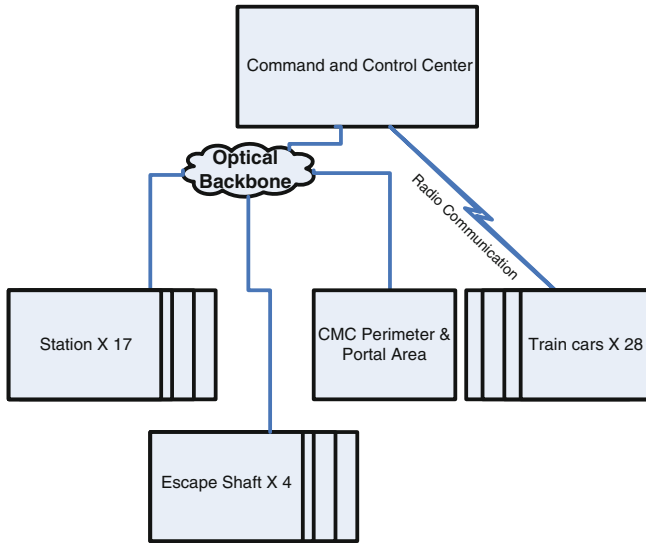 Command and Control Center
Optical
Backbone
Radio Communication
Station X 17
CMC Perimeter &
Portal Area
Train cars X 28
Escape Shaft X 4